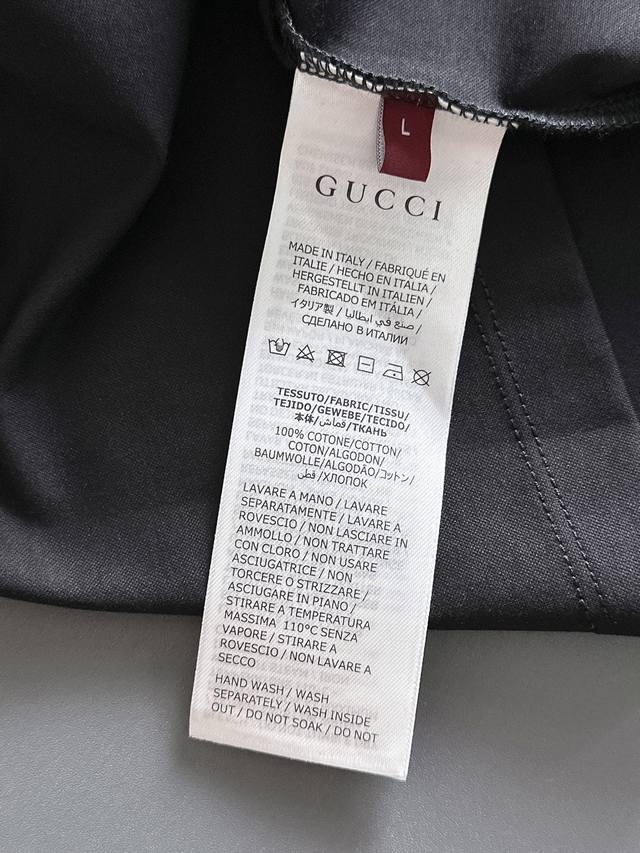 L
GUCCI
MADE IN ITALY / FABRIQUÉ EN
ITALIE / HECHO EN ITALIA /
HERGESTELLT IN ITALIEN /
FABRICADO EM ITÁLIA /
イタリア製 / صنع في ايطاليا /
СДЕЛАНО В ИТАЛИИ
TESSUTO/FABRIC/TISSU/
TEJIDO/GEWEBE/TECIDO/
本体/قماش/ТКАНЬ
100% COTONE/COTTON/
COTON/ALGODON/
BAUMWOLLE/ALGODÃO/コットン/
قطن/ХЛОПОК
LAVARE A MANO / LAVARE
SEPARATAMENTE / LAVARE A
ROVESCIO / NON LASCIARE IN
AMMOLLO / NON TRATTARE
CON CLORO / NON USARE
ASCIUGATRICE / NON
TORCERE O STRIZZARE /
ASCIUGARE IN PIANO /
STIRARE A TEMPERATURA
MASSIMA 110°C SENZA
VAPORE / STIRARE A
ROVESCIO / NON LAVARE A
SECCO
HAND WASH / WASH
SEPARATELY / WASH INSIDE
OUT / DO NOT SOAK / DO NOT